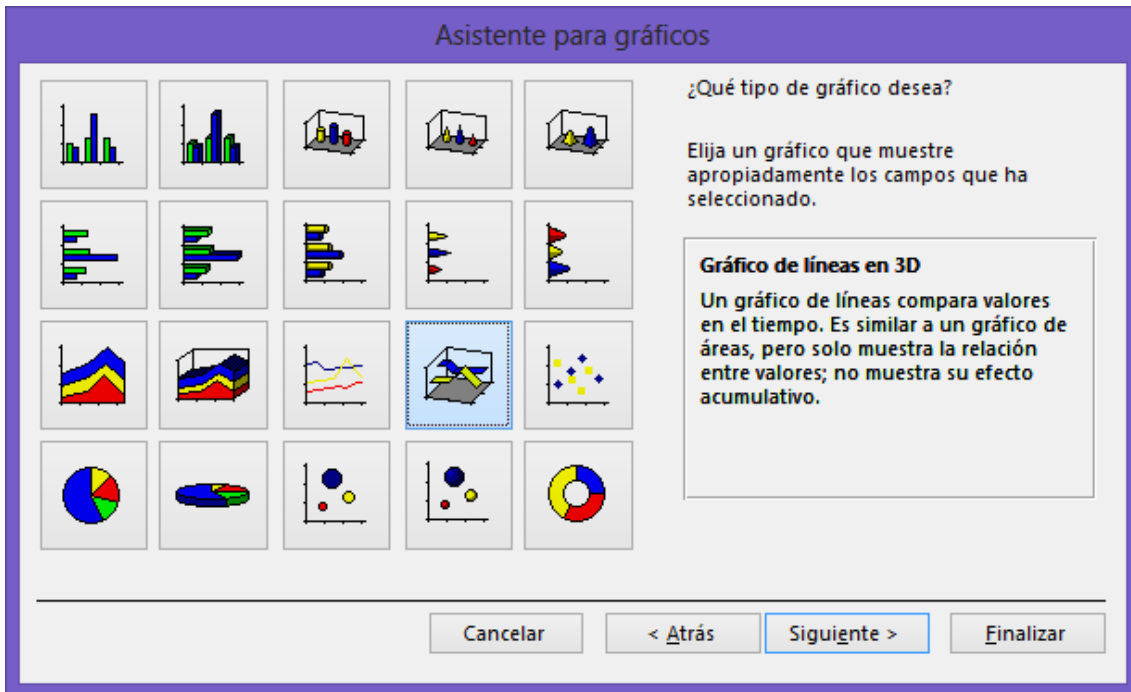 Asistente para gráficos
¿Qué tipo de gráfico desea?
Elija un gráfico que muestre
apropiadamente los campos que ha
seleccionado.
Gráfico de líneas en 3D
Un gráfico de líneas compara valores
en el tiempo. Es similar a un gráfico de
áreas, pero solo muestra la relación
entre valores; no muestra su efecto
acumulativo.
Cancelar
< Atrás
Siguiente >
Finalizar